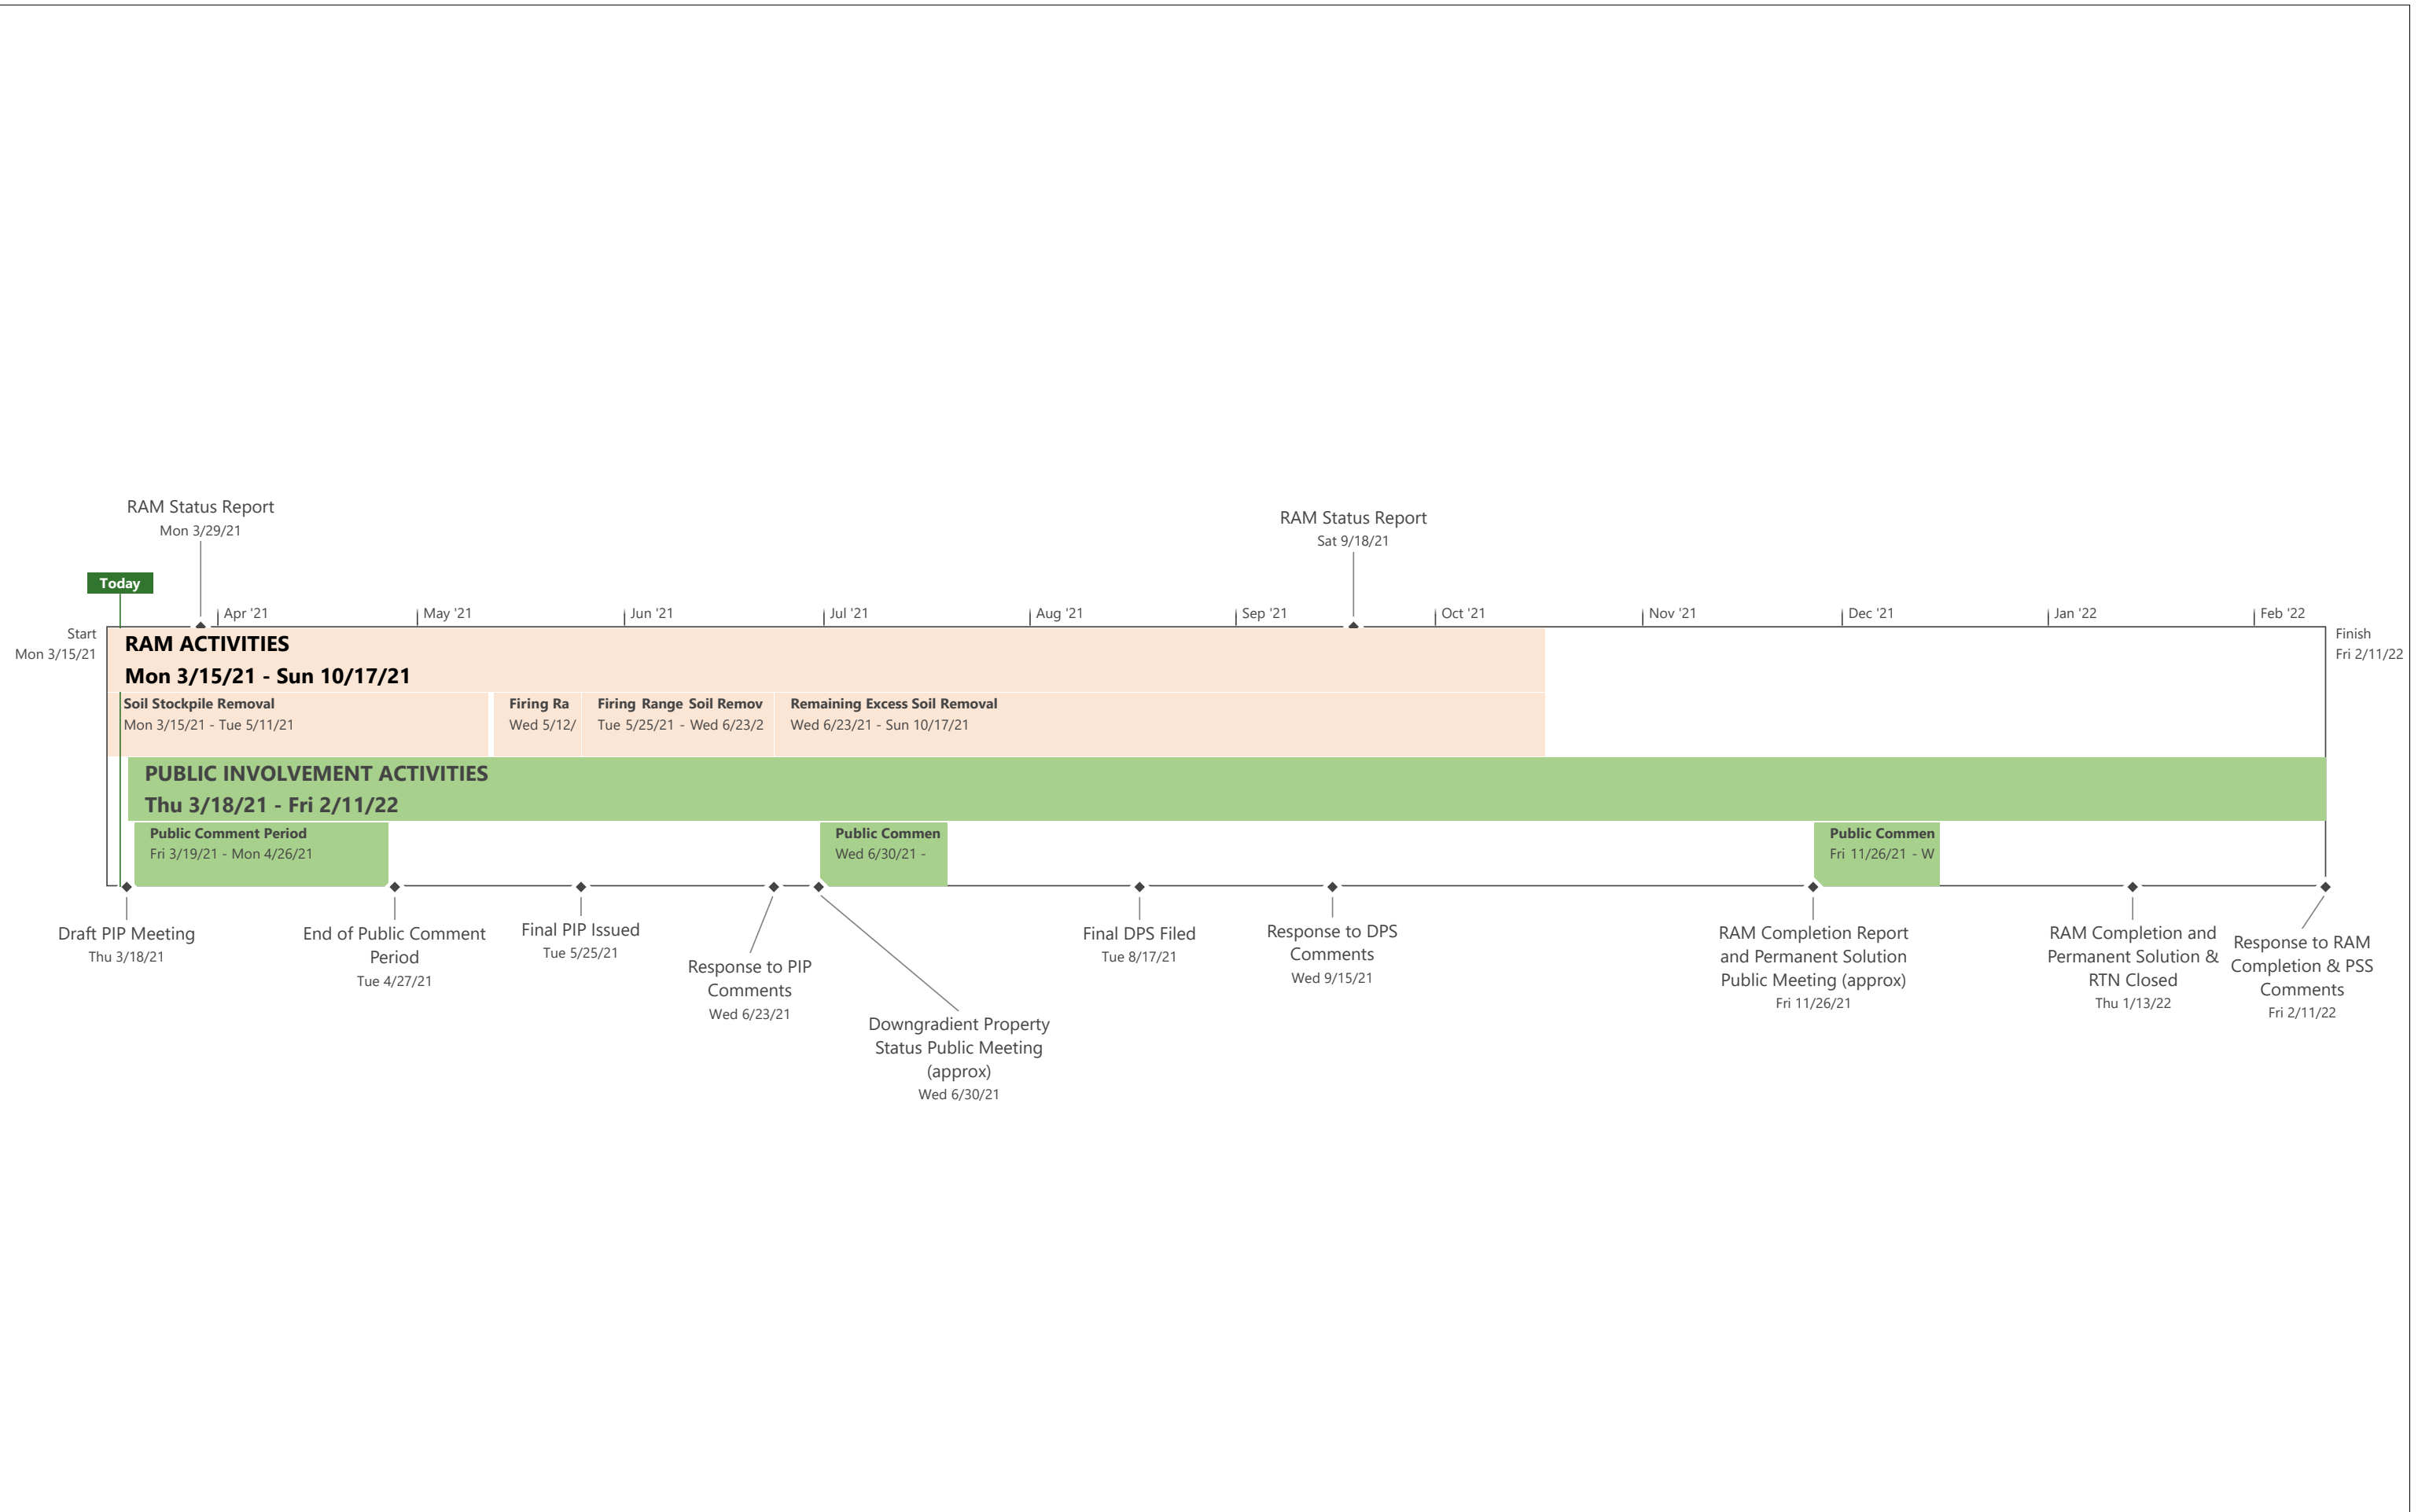 RAM Status Report
Mon 3/29/21
RAM Status Report
Sat 9/18/21
Today
Apr '21
May '21
Jun '21
Jul '21
Aug '21
Sep '21
Oct '21
Nov '21
Dec '21
Jan '22
Feb '22
Start
Mon 3/15/21
Finish
Fri 2/11/22
RAM ACTIVITIES
Mon 3/15/21 - Sun 10/17/21
Soil Stockpile Removal
Mon 3/15/21 - Tue 5/11/21
Firing Ra
Wed 5/12/
Firing Range Soil Remov
Tue 5/25/21 - Wed 6/23/2
Remaining Excess Soil Removal
Wed 6/23/21 - Sun 10/17/21
PUBLIC INVOLVEMENT ACTIVITIES
Thu 3/18/21 - Fri 2/11/22
Public Comment Period
Fri 3/19/21 - Mon 4/26/21
Public Commen
Wed 6/30/21 -
Public Commen
Fri 11/26/21 - W
Draft PIP Meeting
Thu 3/18/21
End of Public Comment
Period
Tue 4/27/21
Final PIP Issued
Tue 5/25/21
Response to PIP
Comments
Wed 6/23/21
Downgradient Property
Status Public Meeting
(approx)
Wed 6/30/21
Final DPS Filed
Tue 8/17/21
Response to DPS
Comments
Wed 9/15/21
RAM Completion Report
and Permanent Solution
Public Meeting (approx)
Fri 11/26/21
RAM Completion and
Permanent Solution &
RTN Closed
Thu 1/13/22
Response to RAM
Completion & PSS
Comments
Fri 2/11/22